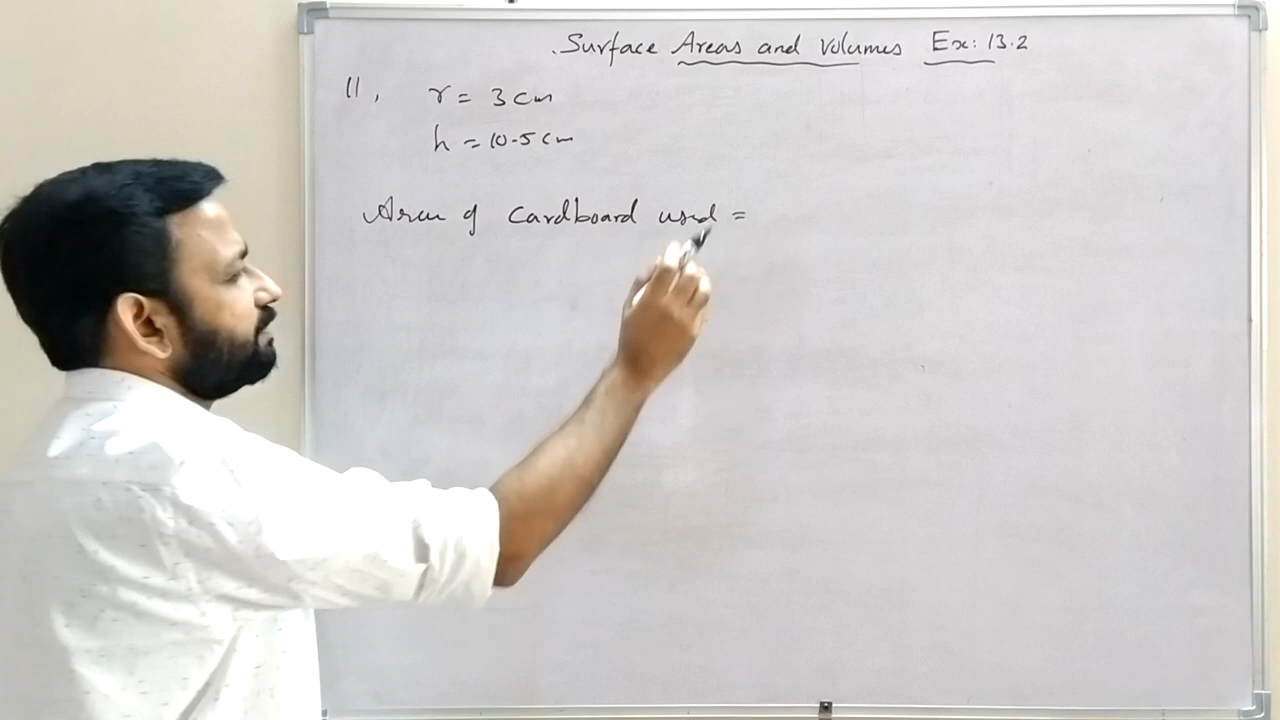 Surface Areas and volumes Ex: 13.2
11, r = 3 cm
h = 10.5 cm
Area of cardboard used =